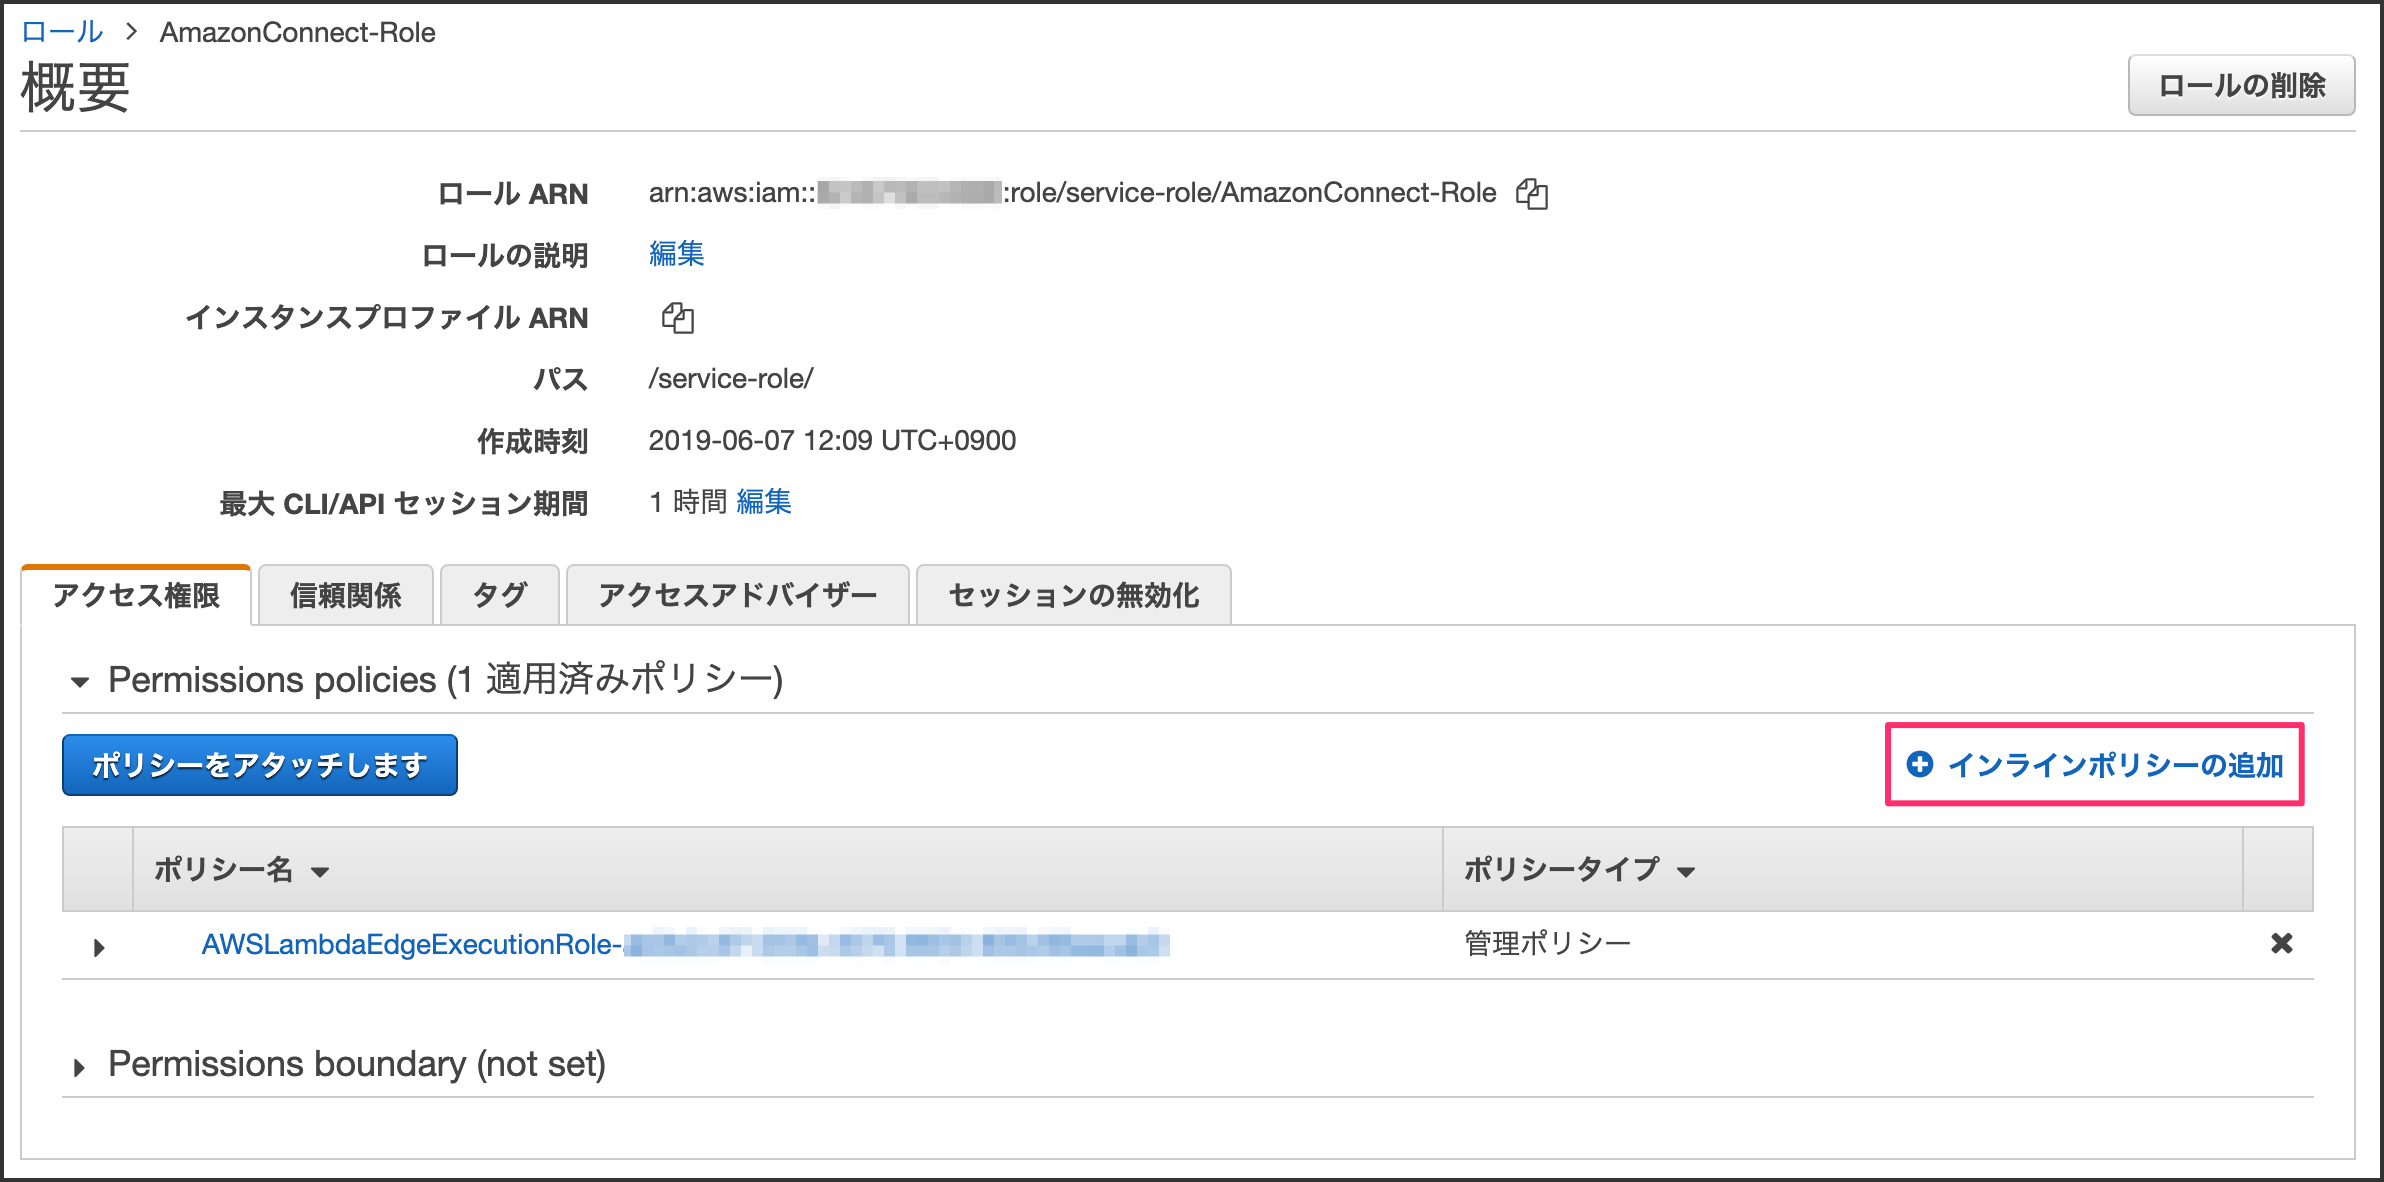 ロール > AmazonConnect-Role
概要
ロールの削除
ロール ARN arn:aws:iam:: :role/service-role/AmazonConnect-Role
ロールの説明 編集
インスタンスプロファイル ARN
パス /service-role/
作成時刻 2019-06-07 12:09 UTC+0900
最大 CLI/API セッション期間 1 時間 編集
アクセス権限 信頼関係 タグ アクセスアドバイザー セッションの無効化
Permissions policies (1 適用済みポリシー)
ポリシーをアタッチします インラインポリシーの追加
ポリシー名 ポリシータイプ
AWSLambdaEdgeExecutionRole- 管理ポリシー
Permissions boundary (not set)